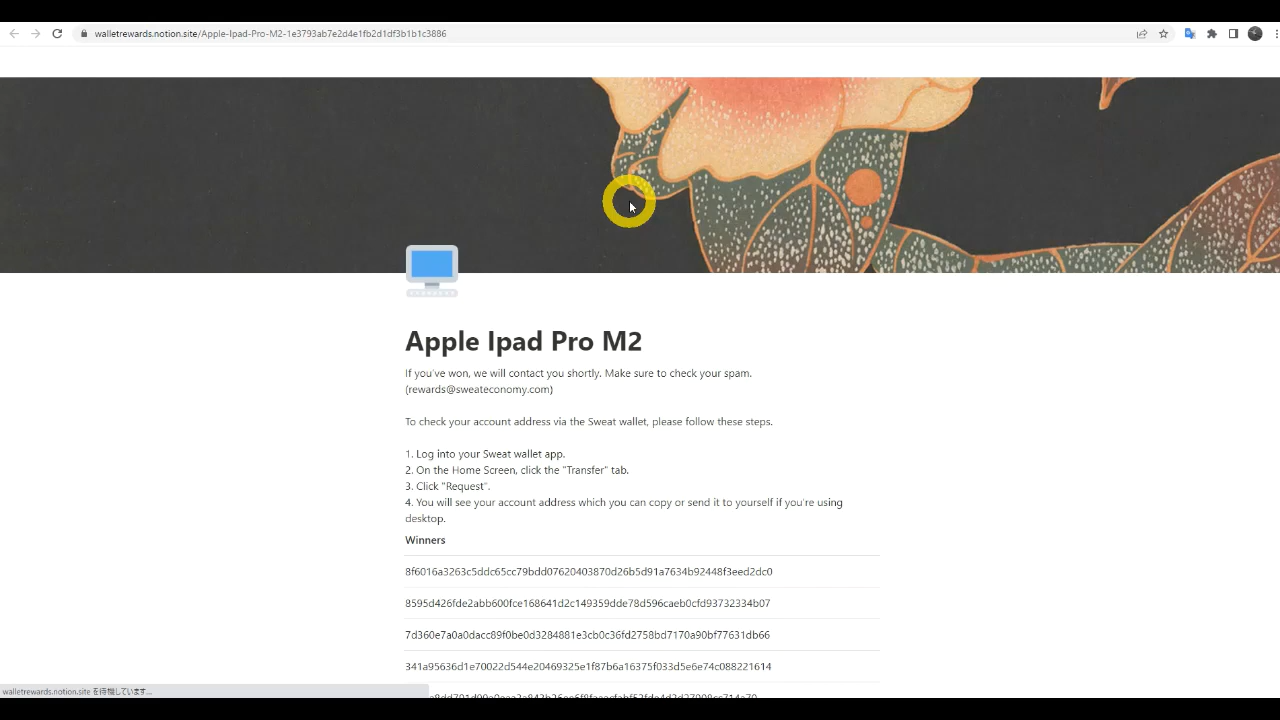 walletrewards.notion.site/Apple-Ipad-Pro-M2-1e3793ab7e2d4e1fb2d1df3b1b1c3886
Apple Ipad Pro M2
If you've won, we will contact you shortly. Make sure to check your spam.
(rewards@sweateconomy.com)
To check your account address via the Sweat wallet, please follow these steps.
1. Log into your Sweat wallet app.
2. On the Home Screen, click the "Transfer" tab.
3. Click "Request".
4. You will see your account address which you can copy or send it to yourself if you're using
desktop.
Winners
8f6016a3263c5ddc65cc79bdd07620403870d26b5d91a7634b92448f3eed2dc0
8595d426fde2abb600fce168641d2c149359dde78d596caeb0cfd93732334b07
7d360e7a0a0dacc89f0be0d3284881e3cb0c36fd2758bd7170a90bf77631db66
341a95636d1e70022d544e20469325e1f87b6a16375f033d5e6e74c088221614
walletrewards.notion.site を待機しています...